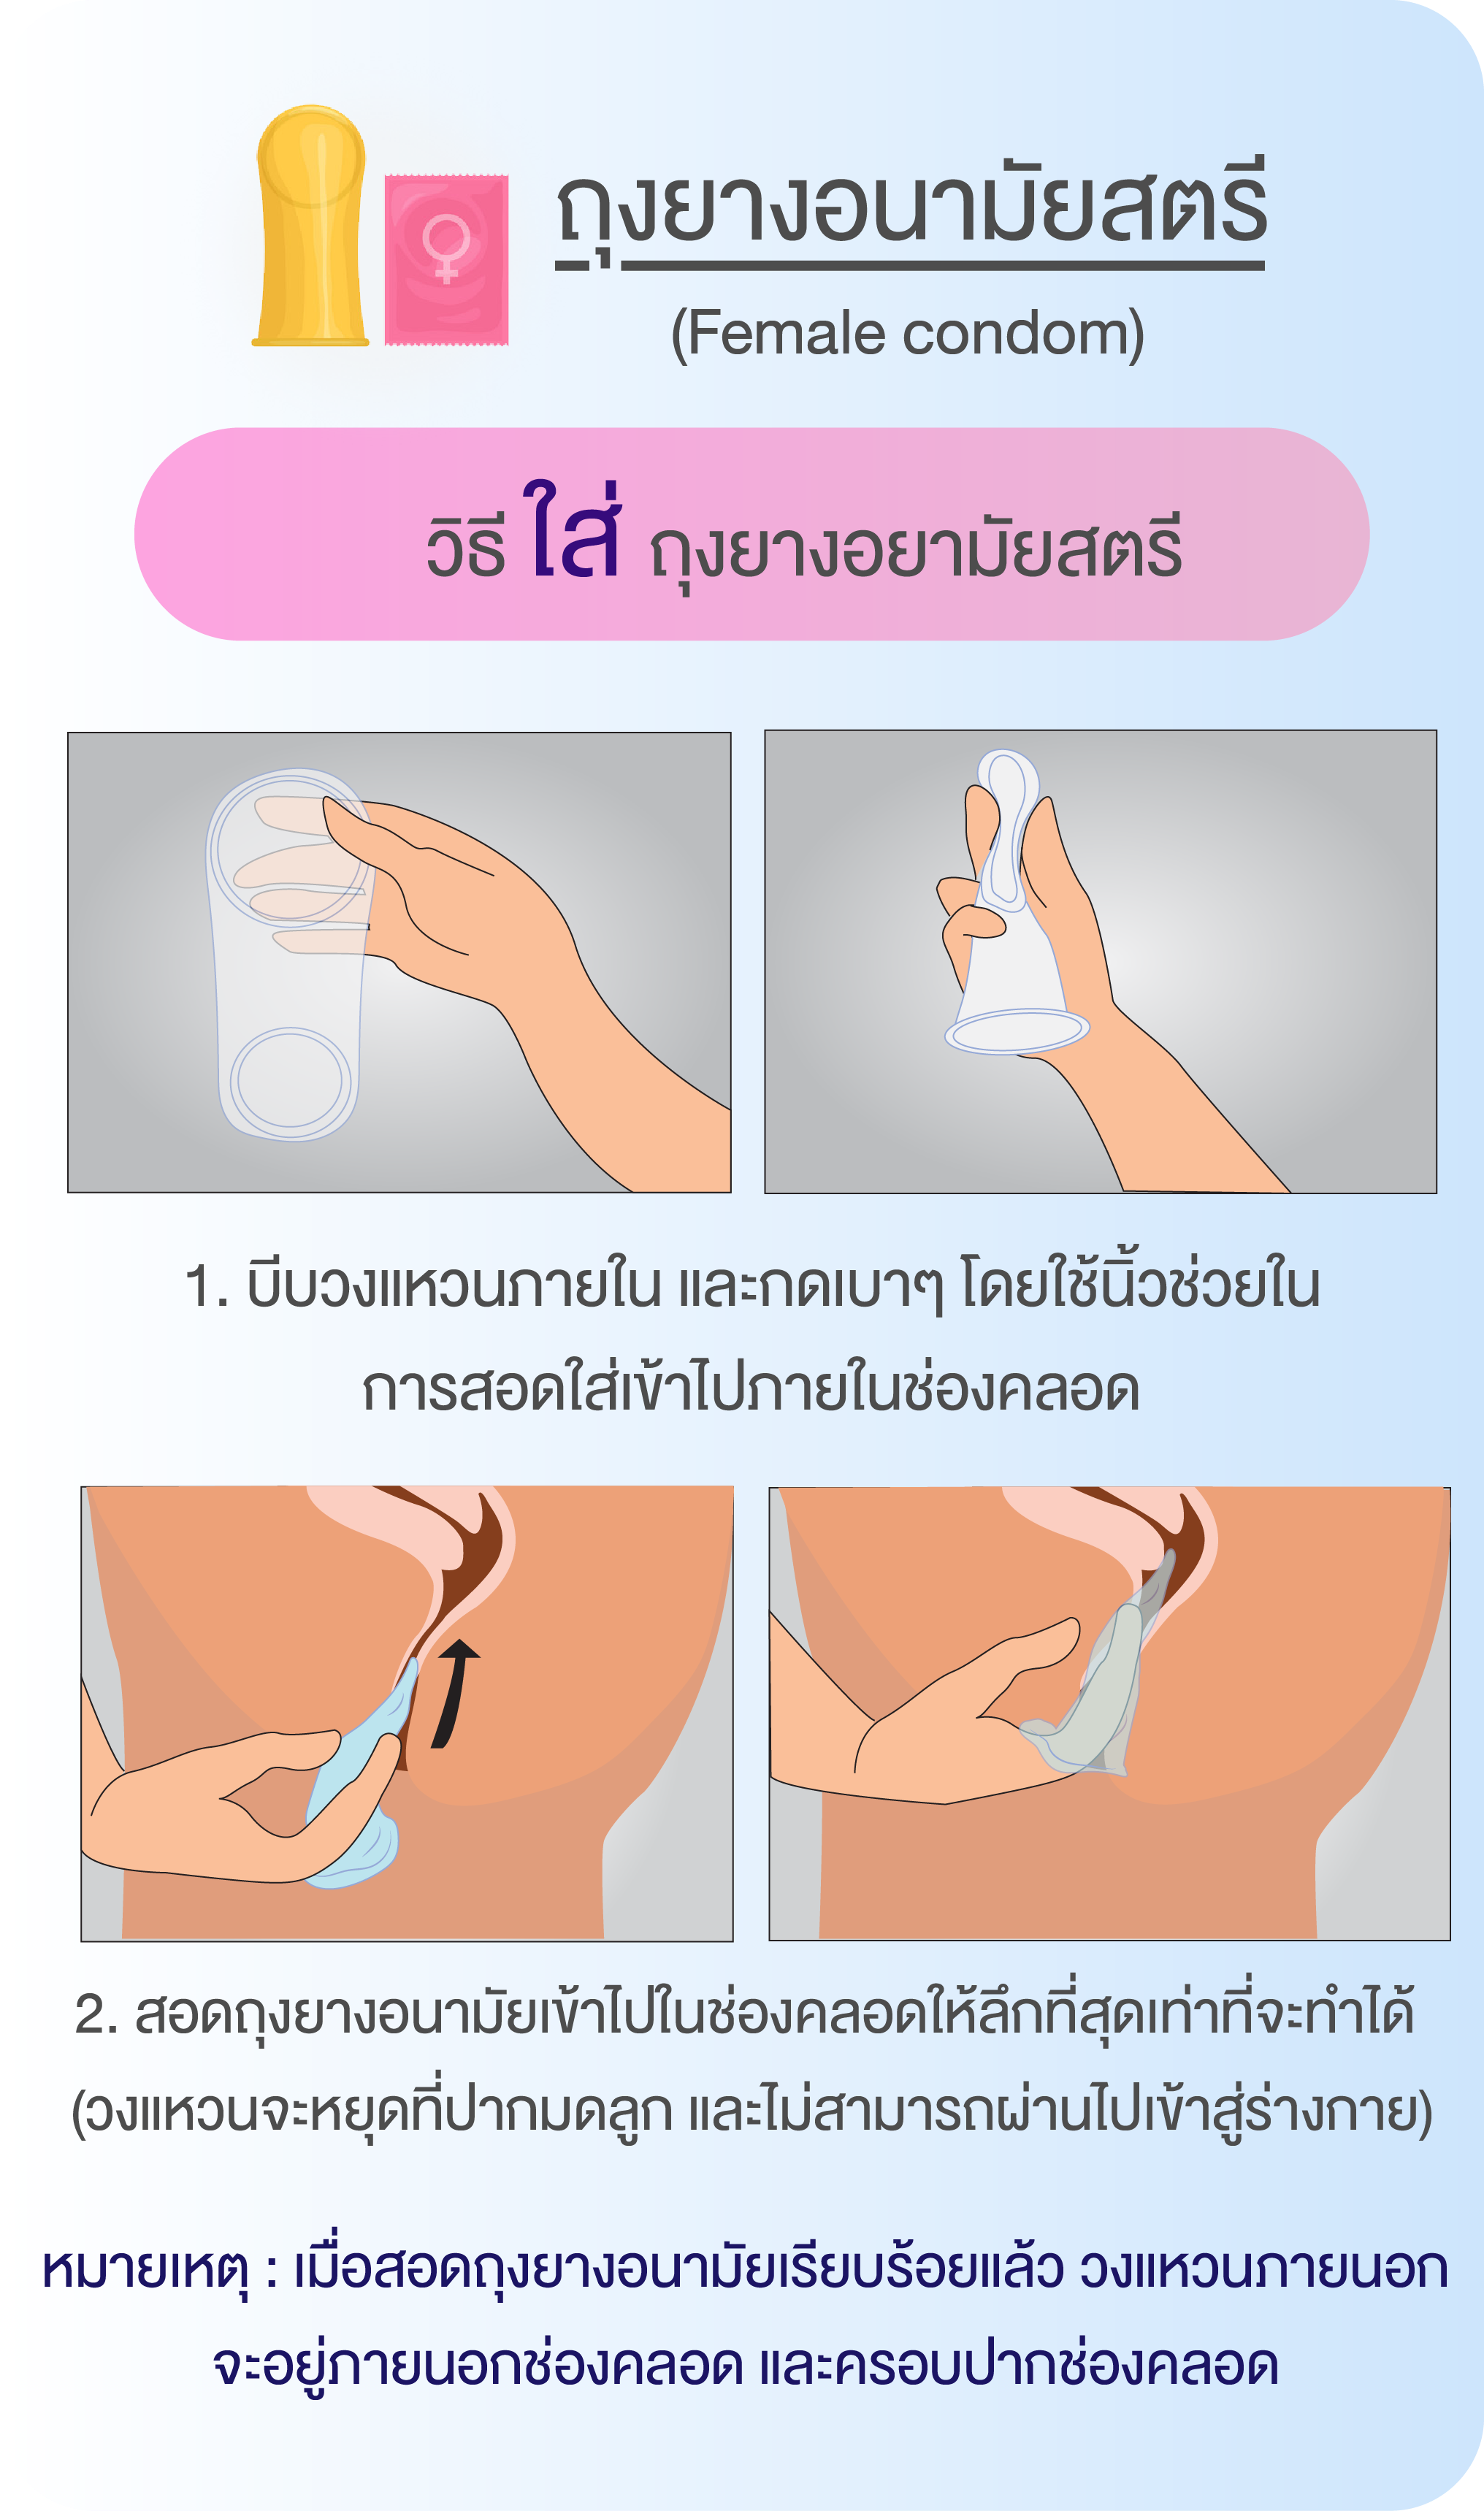 ถุงยางอนามัยสตรี
(Female condom)
วิธี ใส่ ถุงยางอยามัยสตรี
1. บีบวงแหวนภายใน และกดเบาๆ โดยใช้นิ้วช่วยใน
การสอดใส่เข้าไปภายในช่องคลอด
2. สอดถุงยางอนามัยเข้าไปในช่องคลอดให้ลึกที่สุดเท่าที่จะทำได้
(วงแหวนจะหยุดที่ปากมดลูก และไม่สามารถผ่านไปเข้าสู่ร่างกาย)
หมายเหตุ : เมื่อสอดถุงยางอนามัยเรียบร้อยแล้ว วงแหวนภายนอก
จะอยู่ภายนอกช่องคลอด และครอบปากช่องคลอด